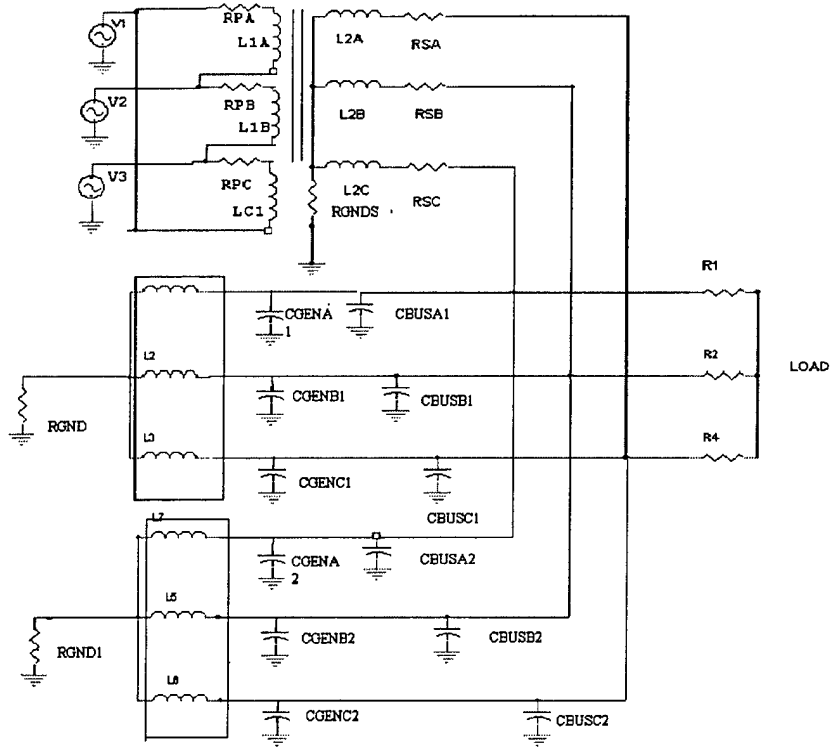 V1
RPA
L1A
L2A
RSA
V2
RPB
L1B
L2B
RSB
V3
RPC
LC1
L2C
RGNDS
RSC
R1
CGENA
1
CBUSA1
L2
R2
LOAD
RGND
CGENB1
CBUSB1
L3
R4
CGENC1
CBUSC1
L7
CGENA
2
CBUSA2
L5
RGND1
CGENB2
CBUSB2
L6
CGENC2
CBUSC2